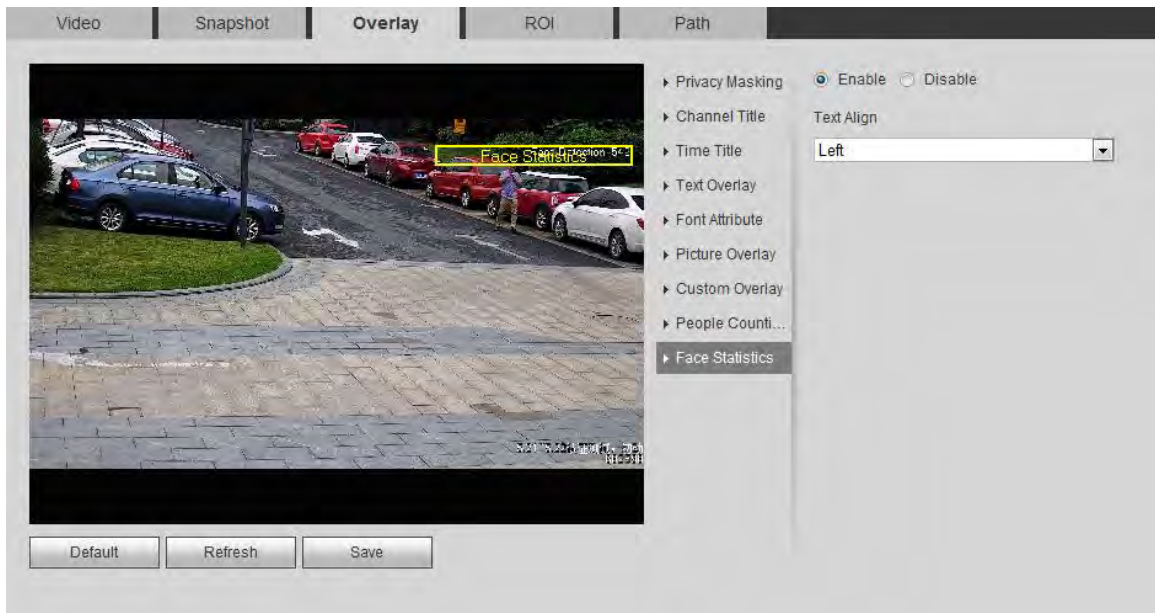 Video
Snapshot
Overlay
ROI
Path
Face Statistics
Privacy Masking
Channel Title
Time Title
Text Overlay
Font Attribute
Picture Overlay
Custom Overlay
People Counti...
Face Statistics
Enable
Disable
Text Align
Left
Default
Refresh
Save